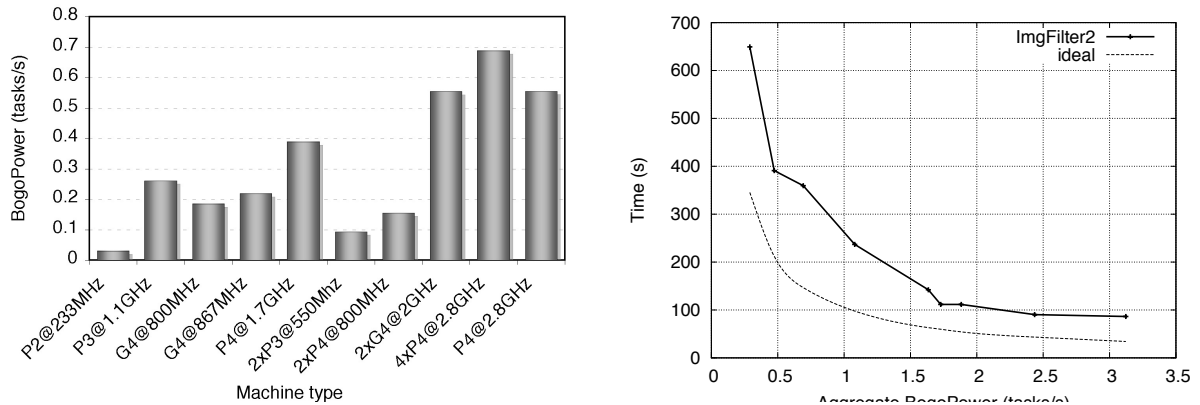 0.8
0.7
0.6
0.5
0.4
0.3
0.2
0.1
0
BogoPower (tasks/s)
P2@233MHz
P3@1.1GHz
G4@800MHz
G4@867MHz
P4@1.7GHz
2xP3@550Mhz
2xP4@800MHz
2xG4@2GHz
4xP4@2.8GHz
P4@2.8GHz
Machine type
700
600
500
400
300
200
100
0
Time (s)
ImgFilter2
ideal
0 0.5 1 1.5 2 2.5 3 3.5
Aggregate BogoPower (tasks/s)